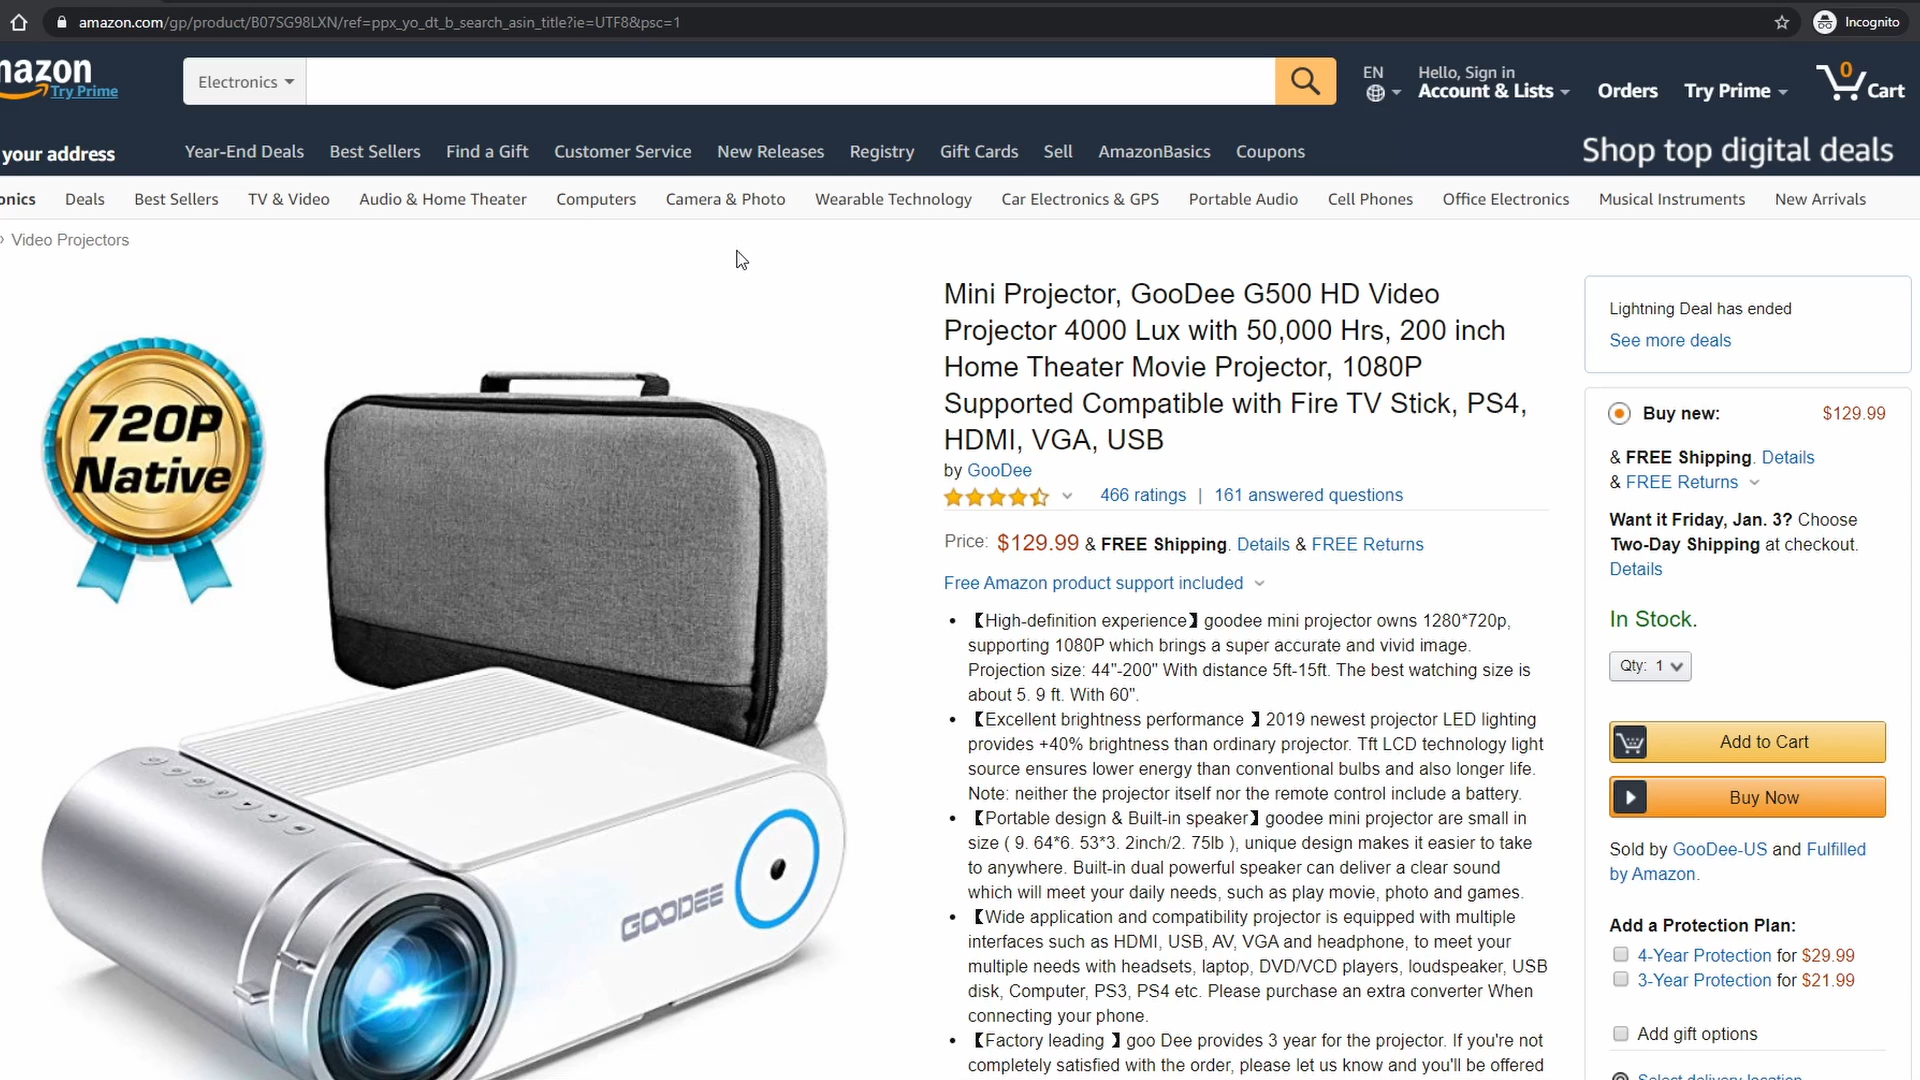 amazon.com/gp/product/B07SG98LXN/ref=ppx_yo_dt_b_search_asin_title?ie=UTF8&psc=1
Incognito
mazon
Try Prime
Electronics
EN
Hello, Sign in
Account & Lists
Orders
Try Prime
0
Cart
your address
Year-End Deals Best Sellers Find a Gift Customer Service New Releases Registry Gift Cards Sell AmazonBasics Coupons
Shop top digital deals
onics Deals Best Sellers TV & Video Audio & Home Theater Computers Camera & Photo Wearable Technology Car Electronics & GPS Portable Audio Cell Phones Office Electronics Musical Instruments New Arrivals
› Video Projectors
720P
Native
GOODEE
Mini Projector, GooDee G500 HD Video
Projector 4000 Lux with 50,000 Hrs, 200 inch
Home Theater Movie Projector, 1080P
Supported Compatible with Fire TV Stick, PS4,
HDMI, VGA, USB
by GooDee
466 ratings | 161 answered questions
Price: $129.99 & FREE Shipping. Details & FREE Returns
Free Amazon product support included
• 【High-definition experience】goodee mini projector owns 1280*720p,
supporting 1080P which brings a super accurate and vivid image.
Projection size: 44"-200" With distance 5ft-15ft. The best watching size is
about 5. 9 ft. With 60".
• 【Excellent brightness performance 】2019 newest projector LED lighting
provides +40% brightness than ordinary projector. Tft LCD technology light
source ensures lower energy than conventional bulbs and also longer life.
Note: neither the projector itself nor the remote control include a battery.
• 【Portable design & Built-in speaker】goodee mini projector are small in
size ( 9. 64*6. 53*3. 2inch/2. 75lb ), unique design makes it easier to take
to anywhere. Built-in dual powerful speaker can deliver a clear sound
which will meet your daily needs, such as play movie, photo and games.
• 【Wide application and compatibility projector is equipped with multiple
interfaces such as HDMI, USB, AV, VGA and headphone, to meet your
multiple needs with headsets, laptop, DVD/VCD players, loudspeaker, USB
disk, Computer, PS3, PS4 etc. Please purchase an extra converter When
connecting your phone.
• 【Factory leading 】goo Dee provides 3 year for the projector. If you're not
completely satisfied with the order, please let us know and you'll be offered
Lightning Deal has ended
See more deals
Buy new: $129.99
& FREE Shipping. Details
& FREE Returns
Want it Friday, Jan. 3? Choose
Two-Day Shipping at checkout.
Details
In Stock.
Qty: 1
Add to Cart
Buy Now
Sold by GooDee-US and Fulfilled
by Amazon.
Add a Protection Plan:
4-Year Protection for $29.99
3-Year Protection for $21.99
Add gift options
Select delivery location